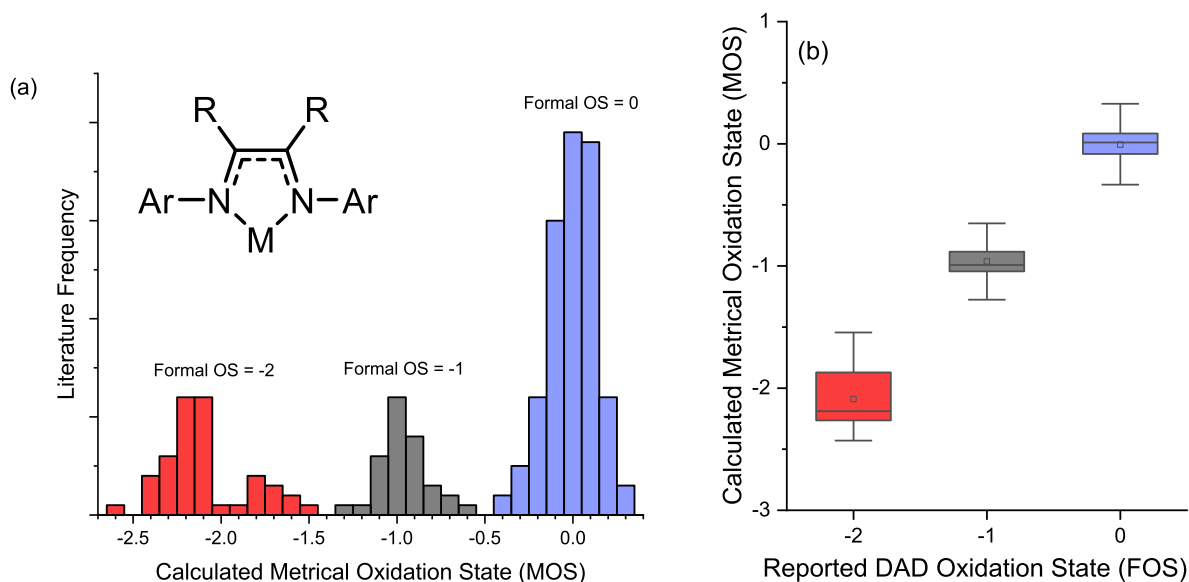 (a)
R R
Ar N N Ar
M
Formal OS = -2
Formal OS = -1
Formal OS = 0
Literature Frequency
-2.5 -2.0 -1.5 -1.0 -0.5 0.0
Calculated Metrical Oxidation State (MOS)
(b)
Calculated Metrical Oxidation State (MOS)
1
0
-1
-2
-3
-2 -1 0
Reported DAD Oxidation State (FOS)